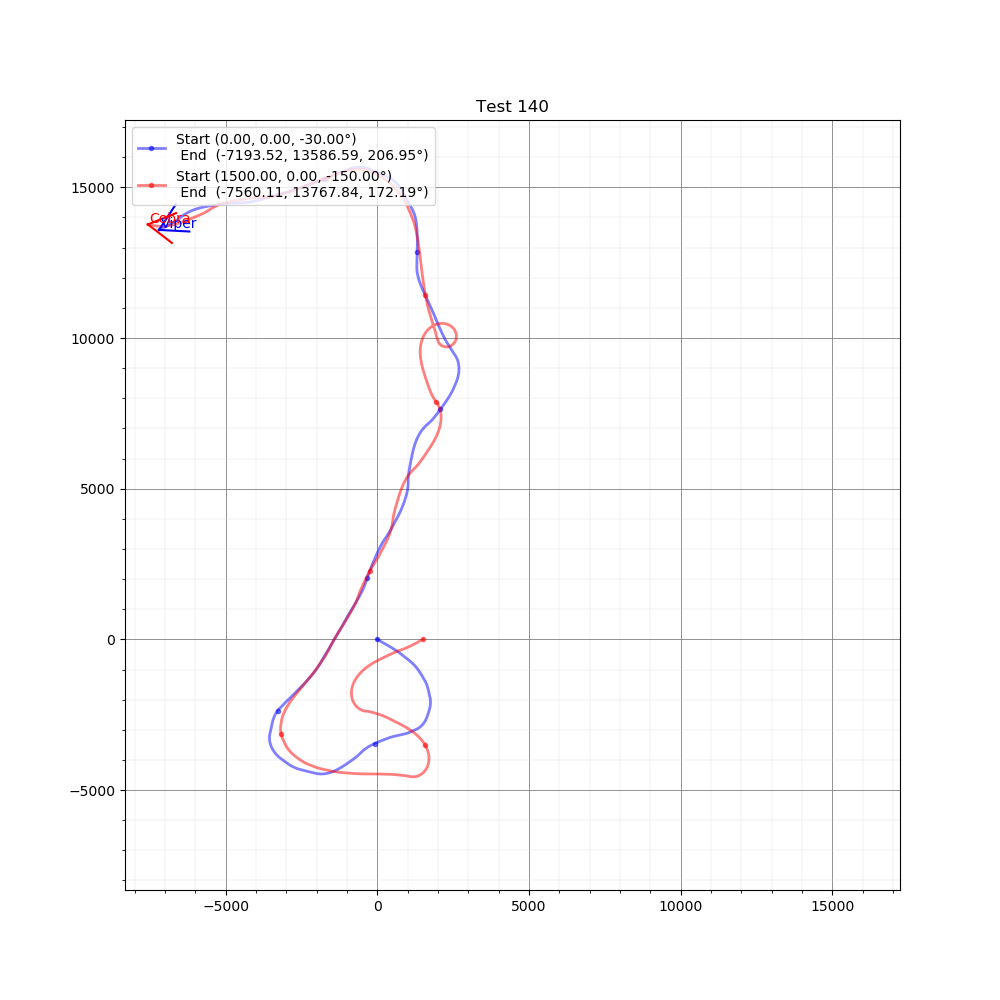 Test 140
Start (0.00, 0.00, -30.00°)
End (-7193.52, 13586.59, 206.95°)
Start (1500.00, 0.00, -150.00°)
End (-7560.11, 13767.84, 172.19°)
Cobra
Viper
15000
10000
5000
0
−5000
−5000
0
5000
10000
15000